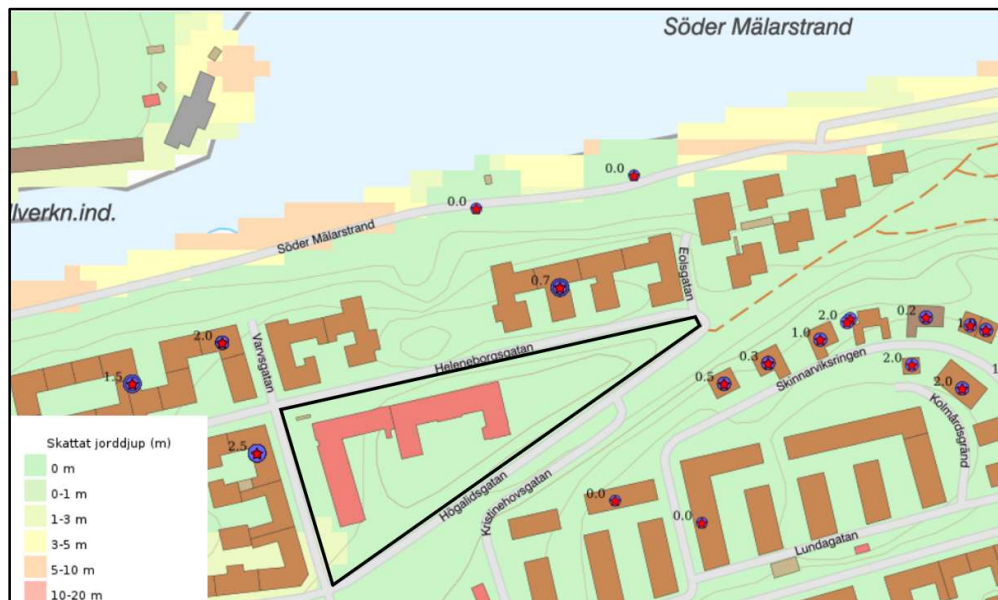 Söder Mälarstrand
0.0
0.0
llverkn.ind.
Söder Mälarstrand
Eolsgatan
0.7
2.0
Varvsgatan
Heleneborgsgatan
1.5
2.0
0.2
1.0
0.3
0.5
Skinnarviksringen
2.0
2.0
Kolmårdsgränd
2.5
Högalidsgatan
Kristinehovsgatan
0.0
0.0
Lundagatan
Skattat jorddjup (m)
0 m
0-1 m
1-3 m
3-5 m
5-10 m
10-20 m